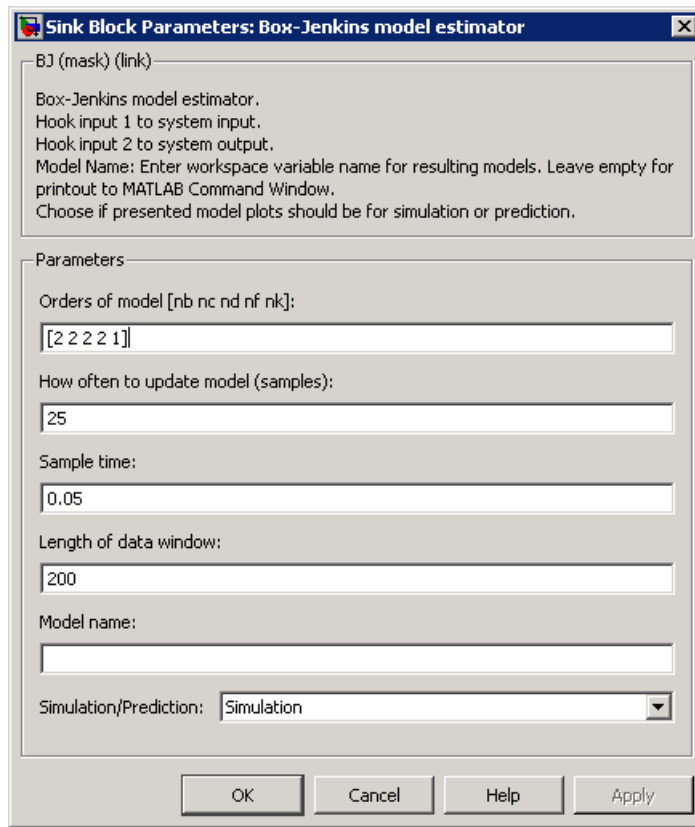 Sink Block Parameters: Box-Jenkins model estimator
BJ (mask) (link)
Box-Jenkins model estimator.
Hook input 1 to system input.
Hook input 2 to system output.
Model Name: Enter workspace variable name for resulting models. Leave empty for
printout to MATLAB Command Window.
Choose if presented model plots should be for simulation or prediction.
Parameters
Orders of model [nb nc nd nf nk]:
[2 2 2 2 1]
How often to update model (samples):
25
Sample time:
0.05
Length of data window:
200
Model name:
Simulation/Prediction: Simulation
OK Cancel Help Apply